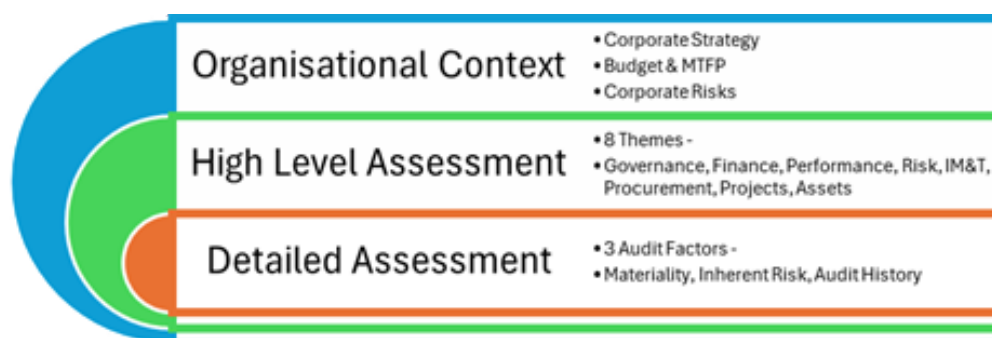 Organisational Context
• Corporate Strategy
• Budget & MTFP
• Corporate Risks
High Level Assessment
• 8 Themes -
• Governance, Finance, Performance, Risk, IM&T,
Procurement, Projects, Assets
Detailed Assessment
• 3 Audit Factors -
• Materiality, Inherent Risk, Audit History